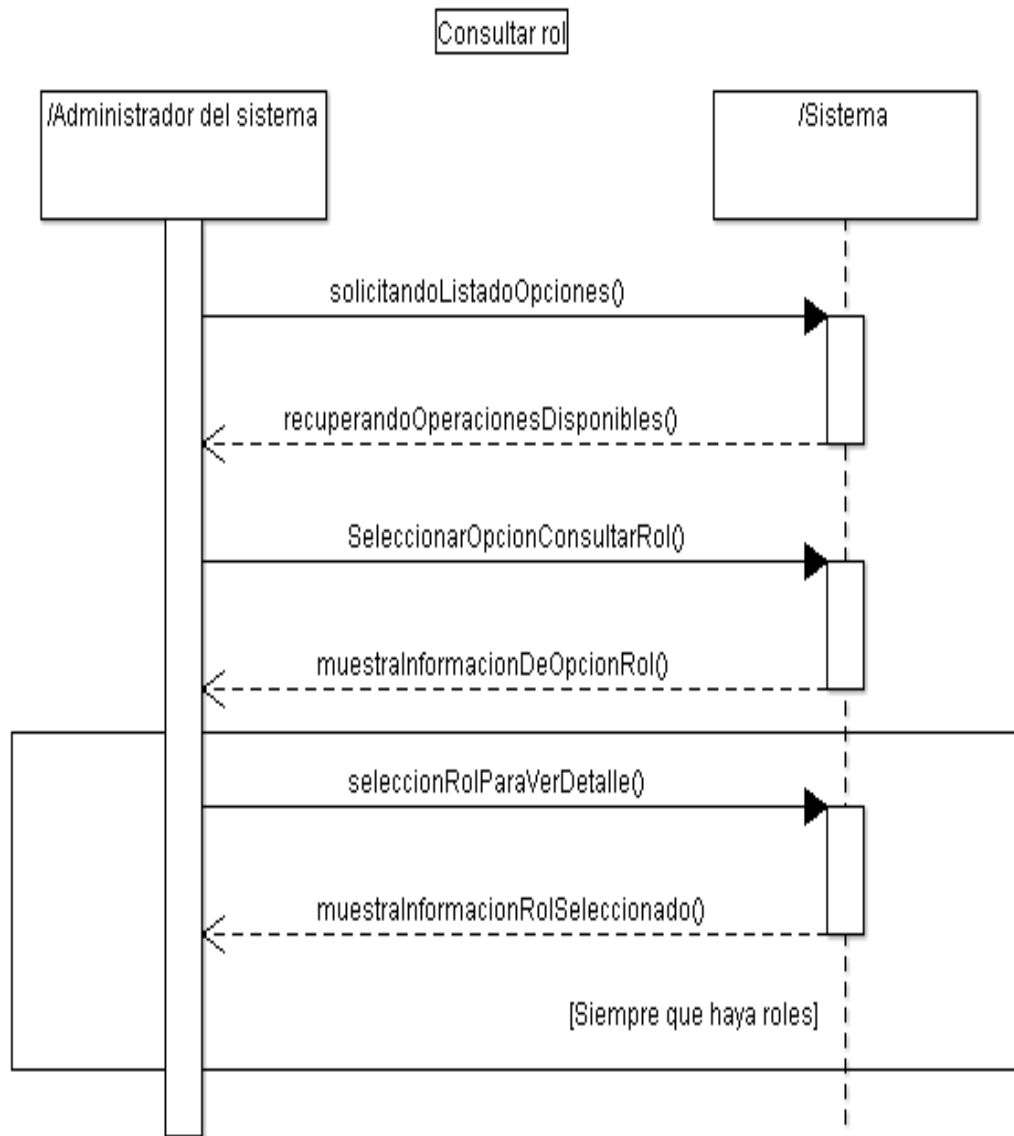 Consultar rol
/Administrador del sistema
/Sistema
solicitandoListadoOpciones()
recuperandoOperacionesDisponibles()
SeleccionarOpcionConsultarRol()
muestraInformacionDeOpcionRol()
seleccionRolParaVerDetalle()
muestraInformacionRolSeleccionado()
[Siempre que haya roles]